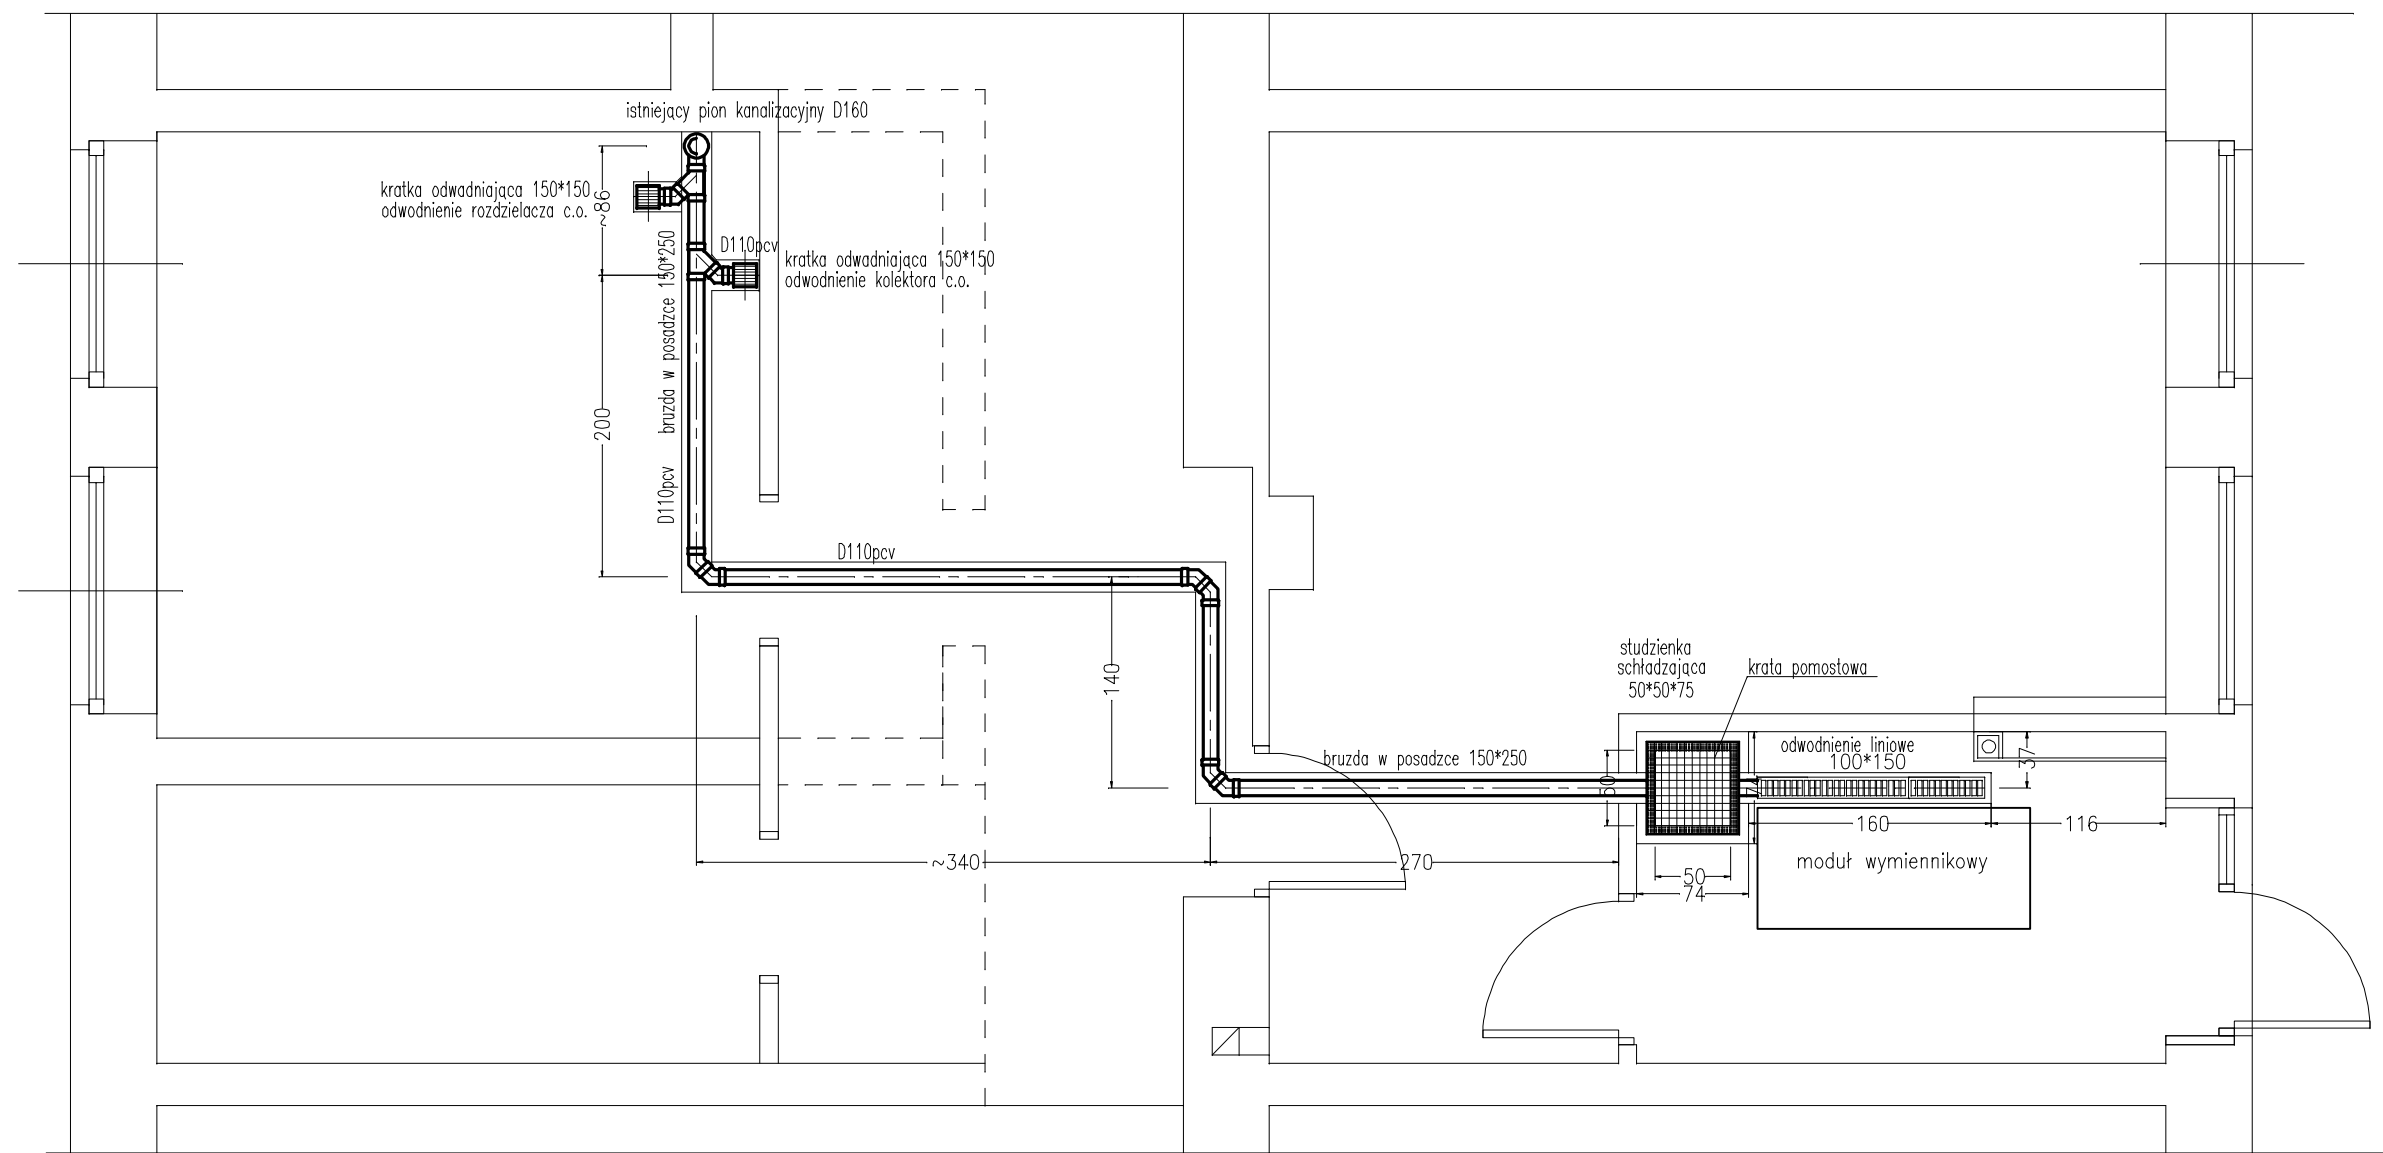 istniejący pion kanalizacyjny D160
kratka odwadniająca 150*150
odwodnienie rozdzielacza c.o.
~86
D110pcv
kratka odwadniająca 150*150
odwodnienie kolektora c.o.
bruzda w posadzce 150*250
200
D110pcv
D110pcv
140
studzienka
schładzająca
50*50*75
krata pomostowa
bruzda w posadzce 150*250
odwodnienie liniowe
100*150
37
50
74
160
116
~340
270
moduł wymiennikowy
50
74